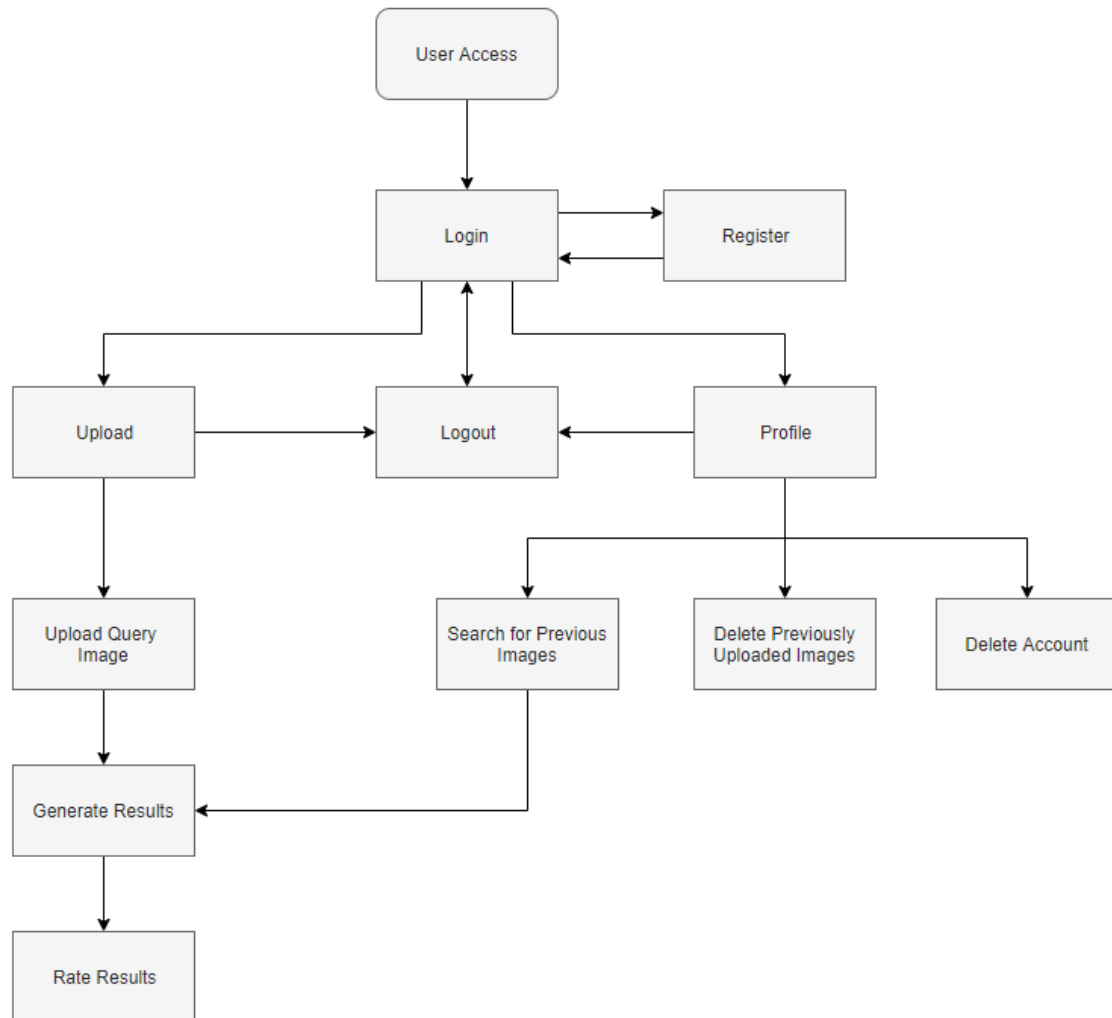 User Access
Login
Register
Upload
Logout
Profile
Upload Query
Image
Search for Previous
Images
Delete Previously
Uploaded Images
Delete Account
Generate Results
Rate Results